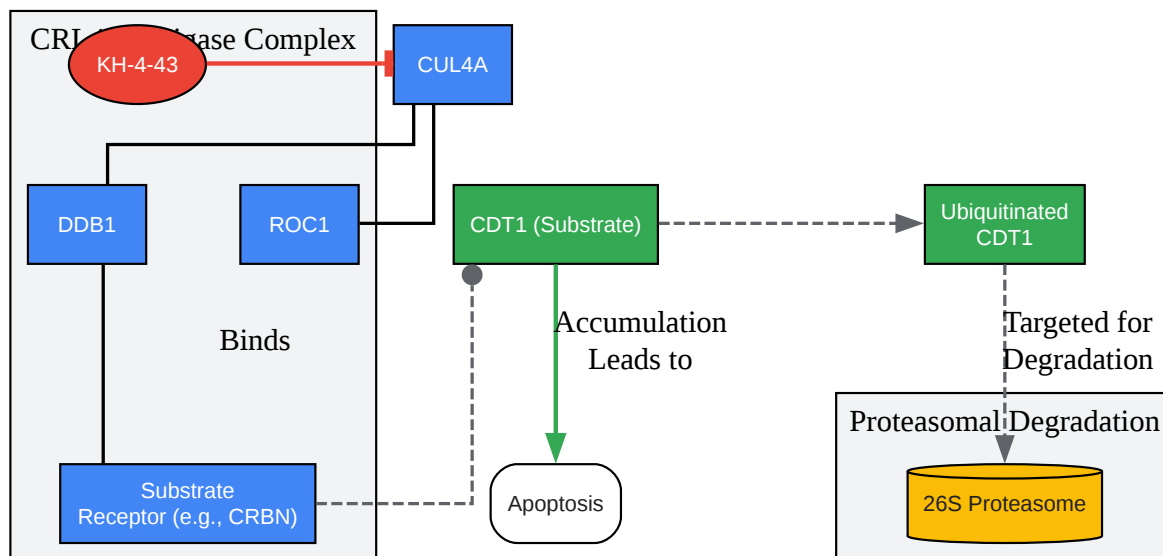 CRL igase Complex
KH-4-43
CUL4A
DDB1
ROC1
CDT1 (Substrate)
Ubiquitinated
CDT1
Binds
Accumulation
Leads to
Targeted for
Degradation
Proteasomal Degradation
Substrate
Receptor (e.g., CRBN)
Apoptosis
26S Proteasome